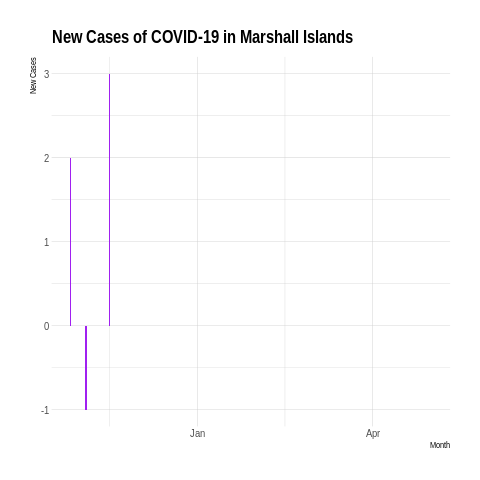 New Cases of COVID-19 in Marshall Islands
New Cases
3
2
1
0
-1
Jan
Apr
Month